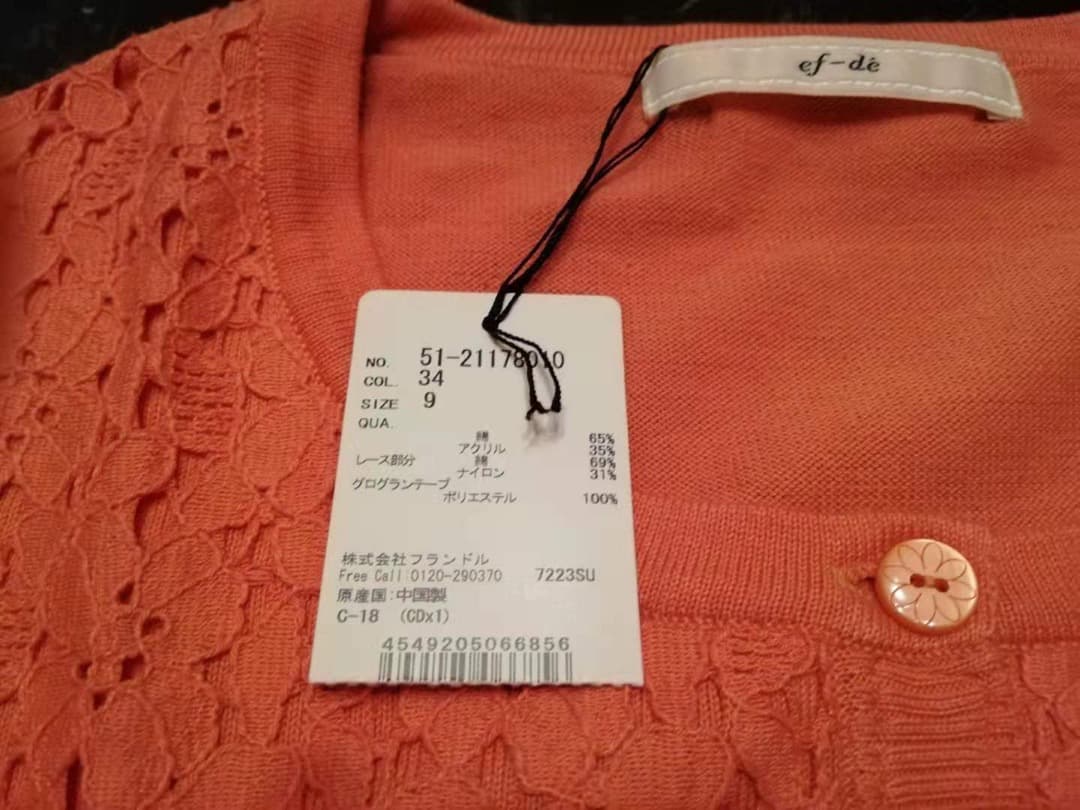 ef-dé
NO. 51-21178010
COL. 34
SIZE 9
QUA.
綿 65%
アクリル 35%
レース部分 綿 69%
ナイロン 31%
グログランテープ
ポリエステル 100%
株式会社フランドル
Free Call 0120-290370 7223SU
原産国:中国製
C-18 (CDx1)
4549205066856